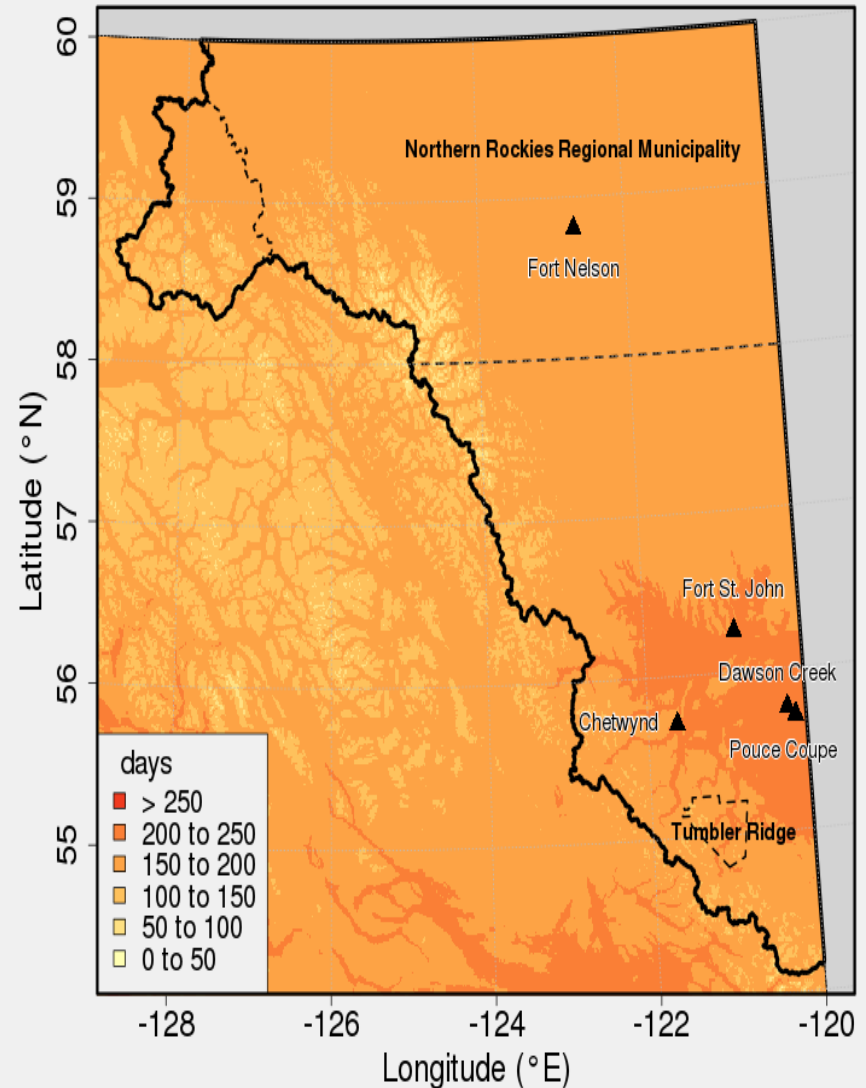 60
59
58
57
56
55
Latitude (°N)
Northern Rockies Regional Municipality
Fort Nelson
Fort St. John
Dawson Creek
Chetwynd
Pouce Coupe
Tumbler Ridge
days
> 250
200 to 250
150 to 200
100 to 150
50 to 100
0 to 50
-128
-126
-124
-122
-120
Longitude (°E)